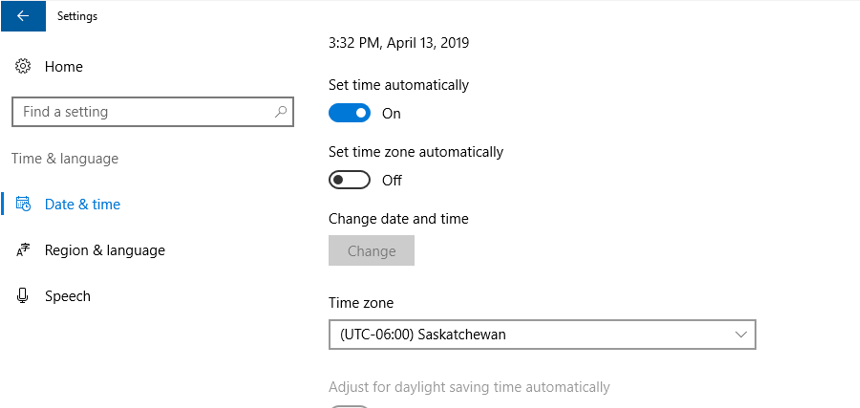 Settings
Home
Find a setting
Time & language
Date & time
Region & language
Speech
3:32 PM, April 13, 2019
Set time automatically
On
Set time zone automatically
Off
Change date and time
Change
Time zone
(UTC-06:00) Saskatchewan
Adjust for daylight saving time automatically